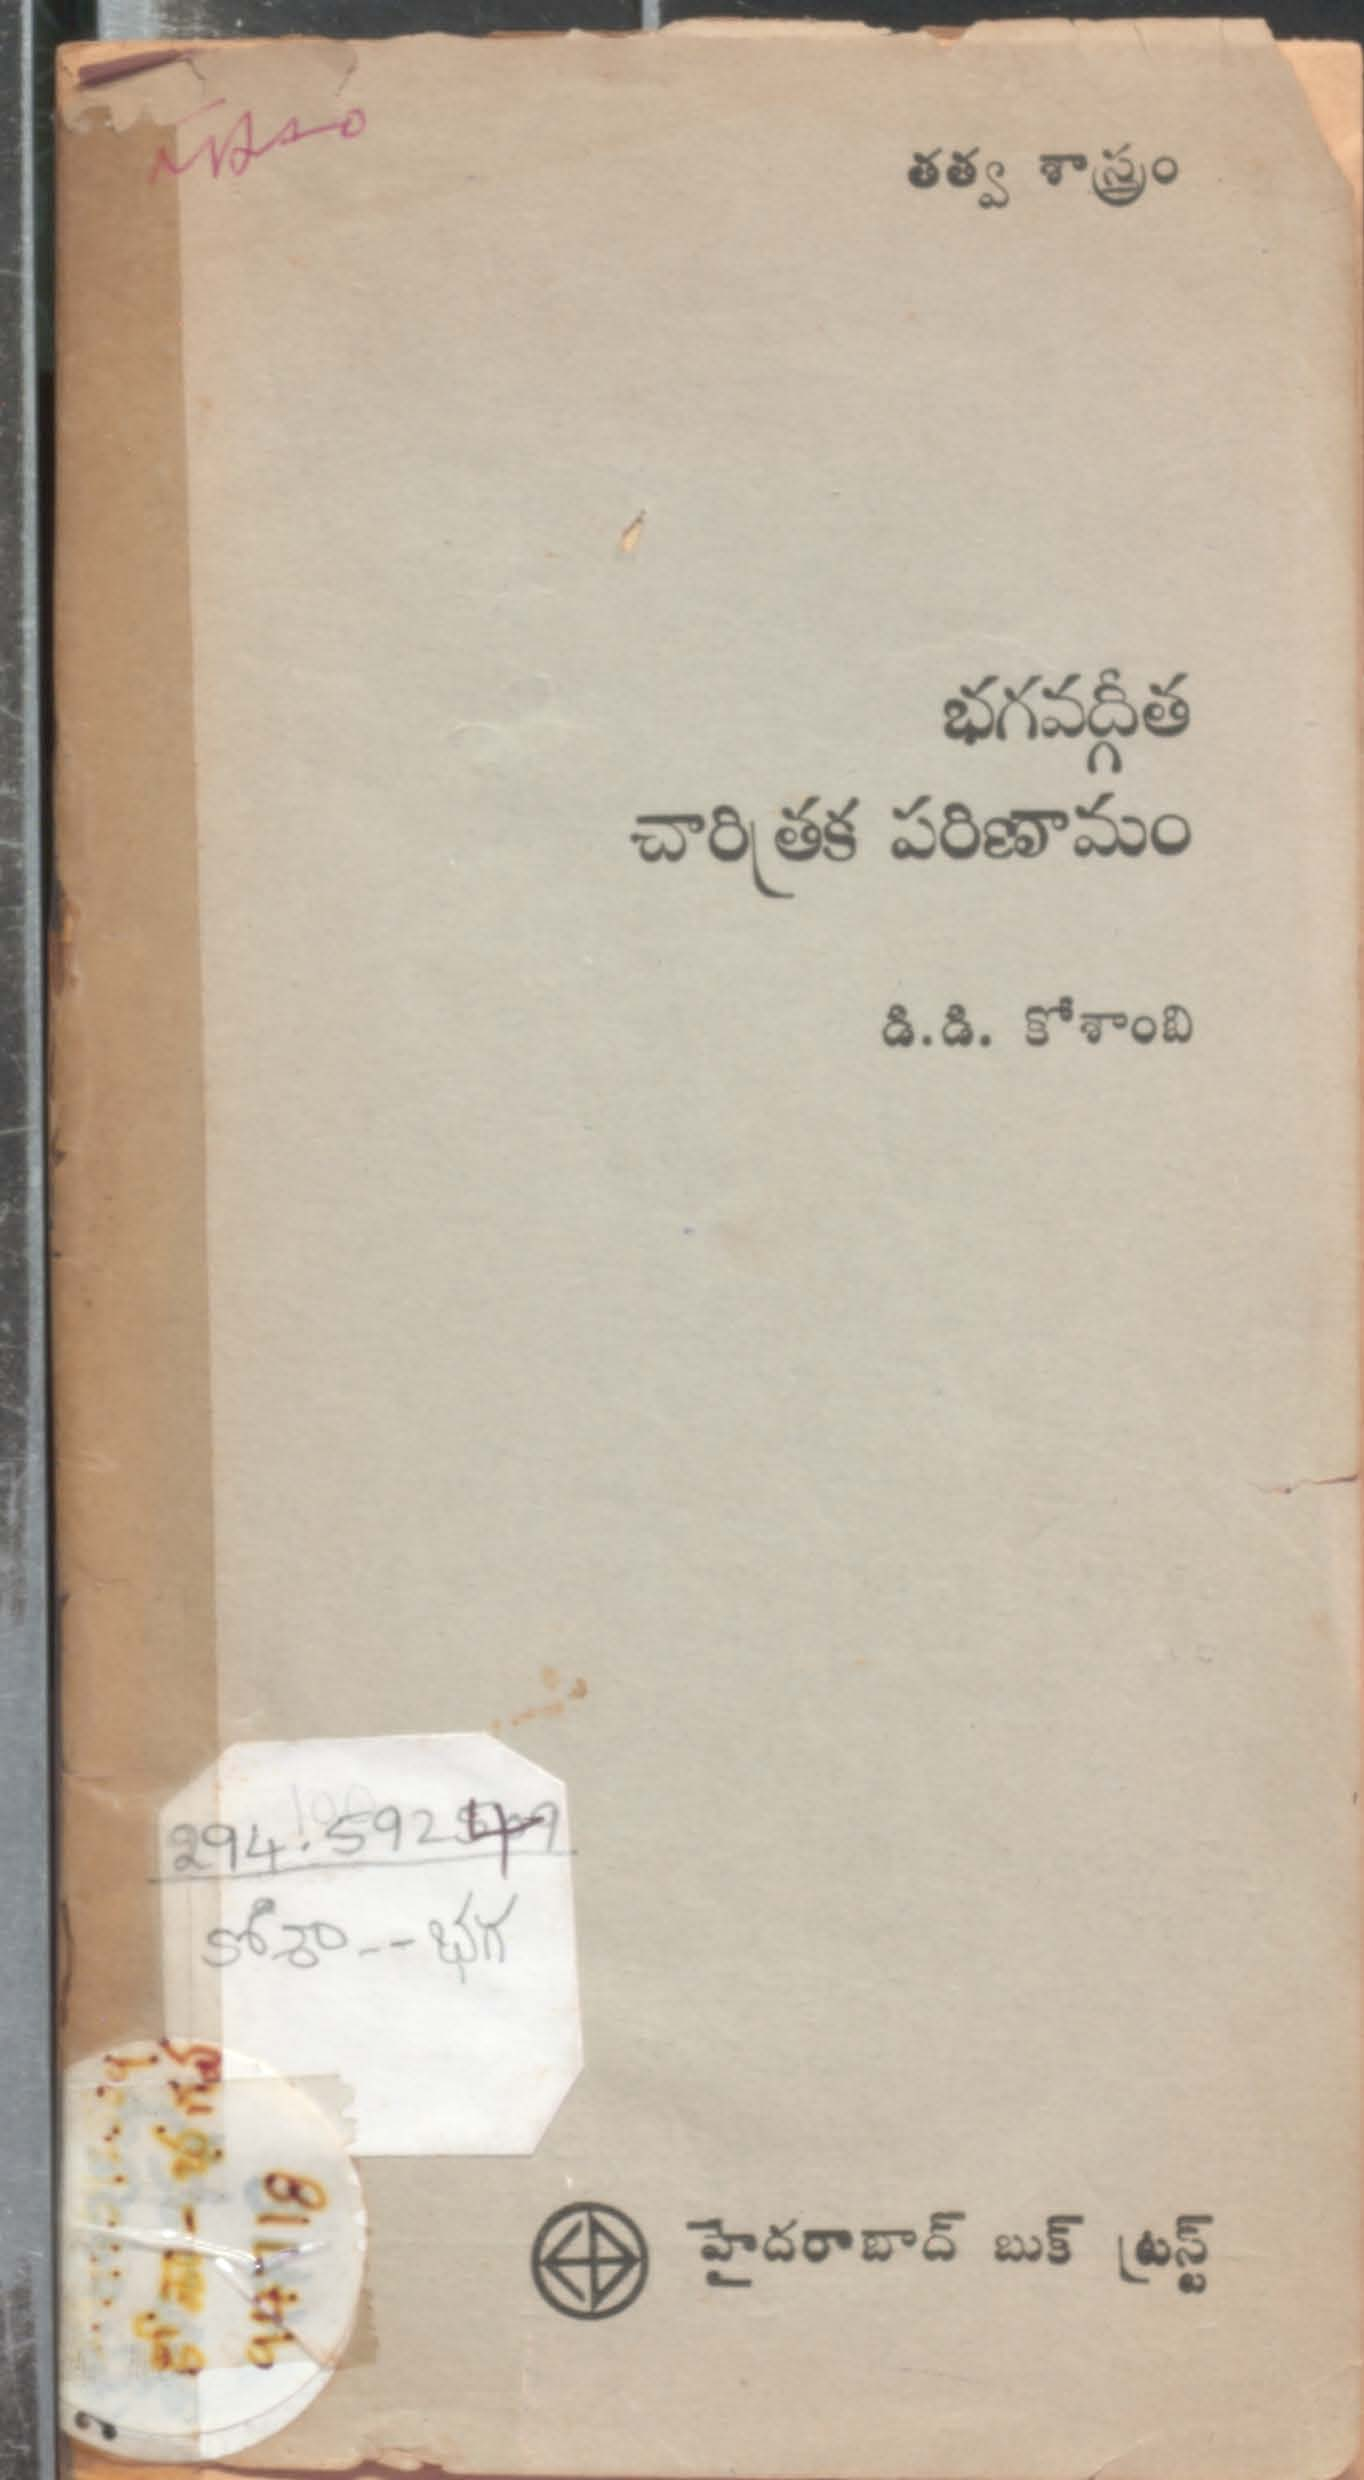 తత్వ శాస్త్రం
భగవద్గీత
చారిత్రక పరిణామం
డి.డి. కోశాంబి
294.592
కోశా -- భగ
హైదరాబాద్ బుక్ ట్రస్ట్